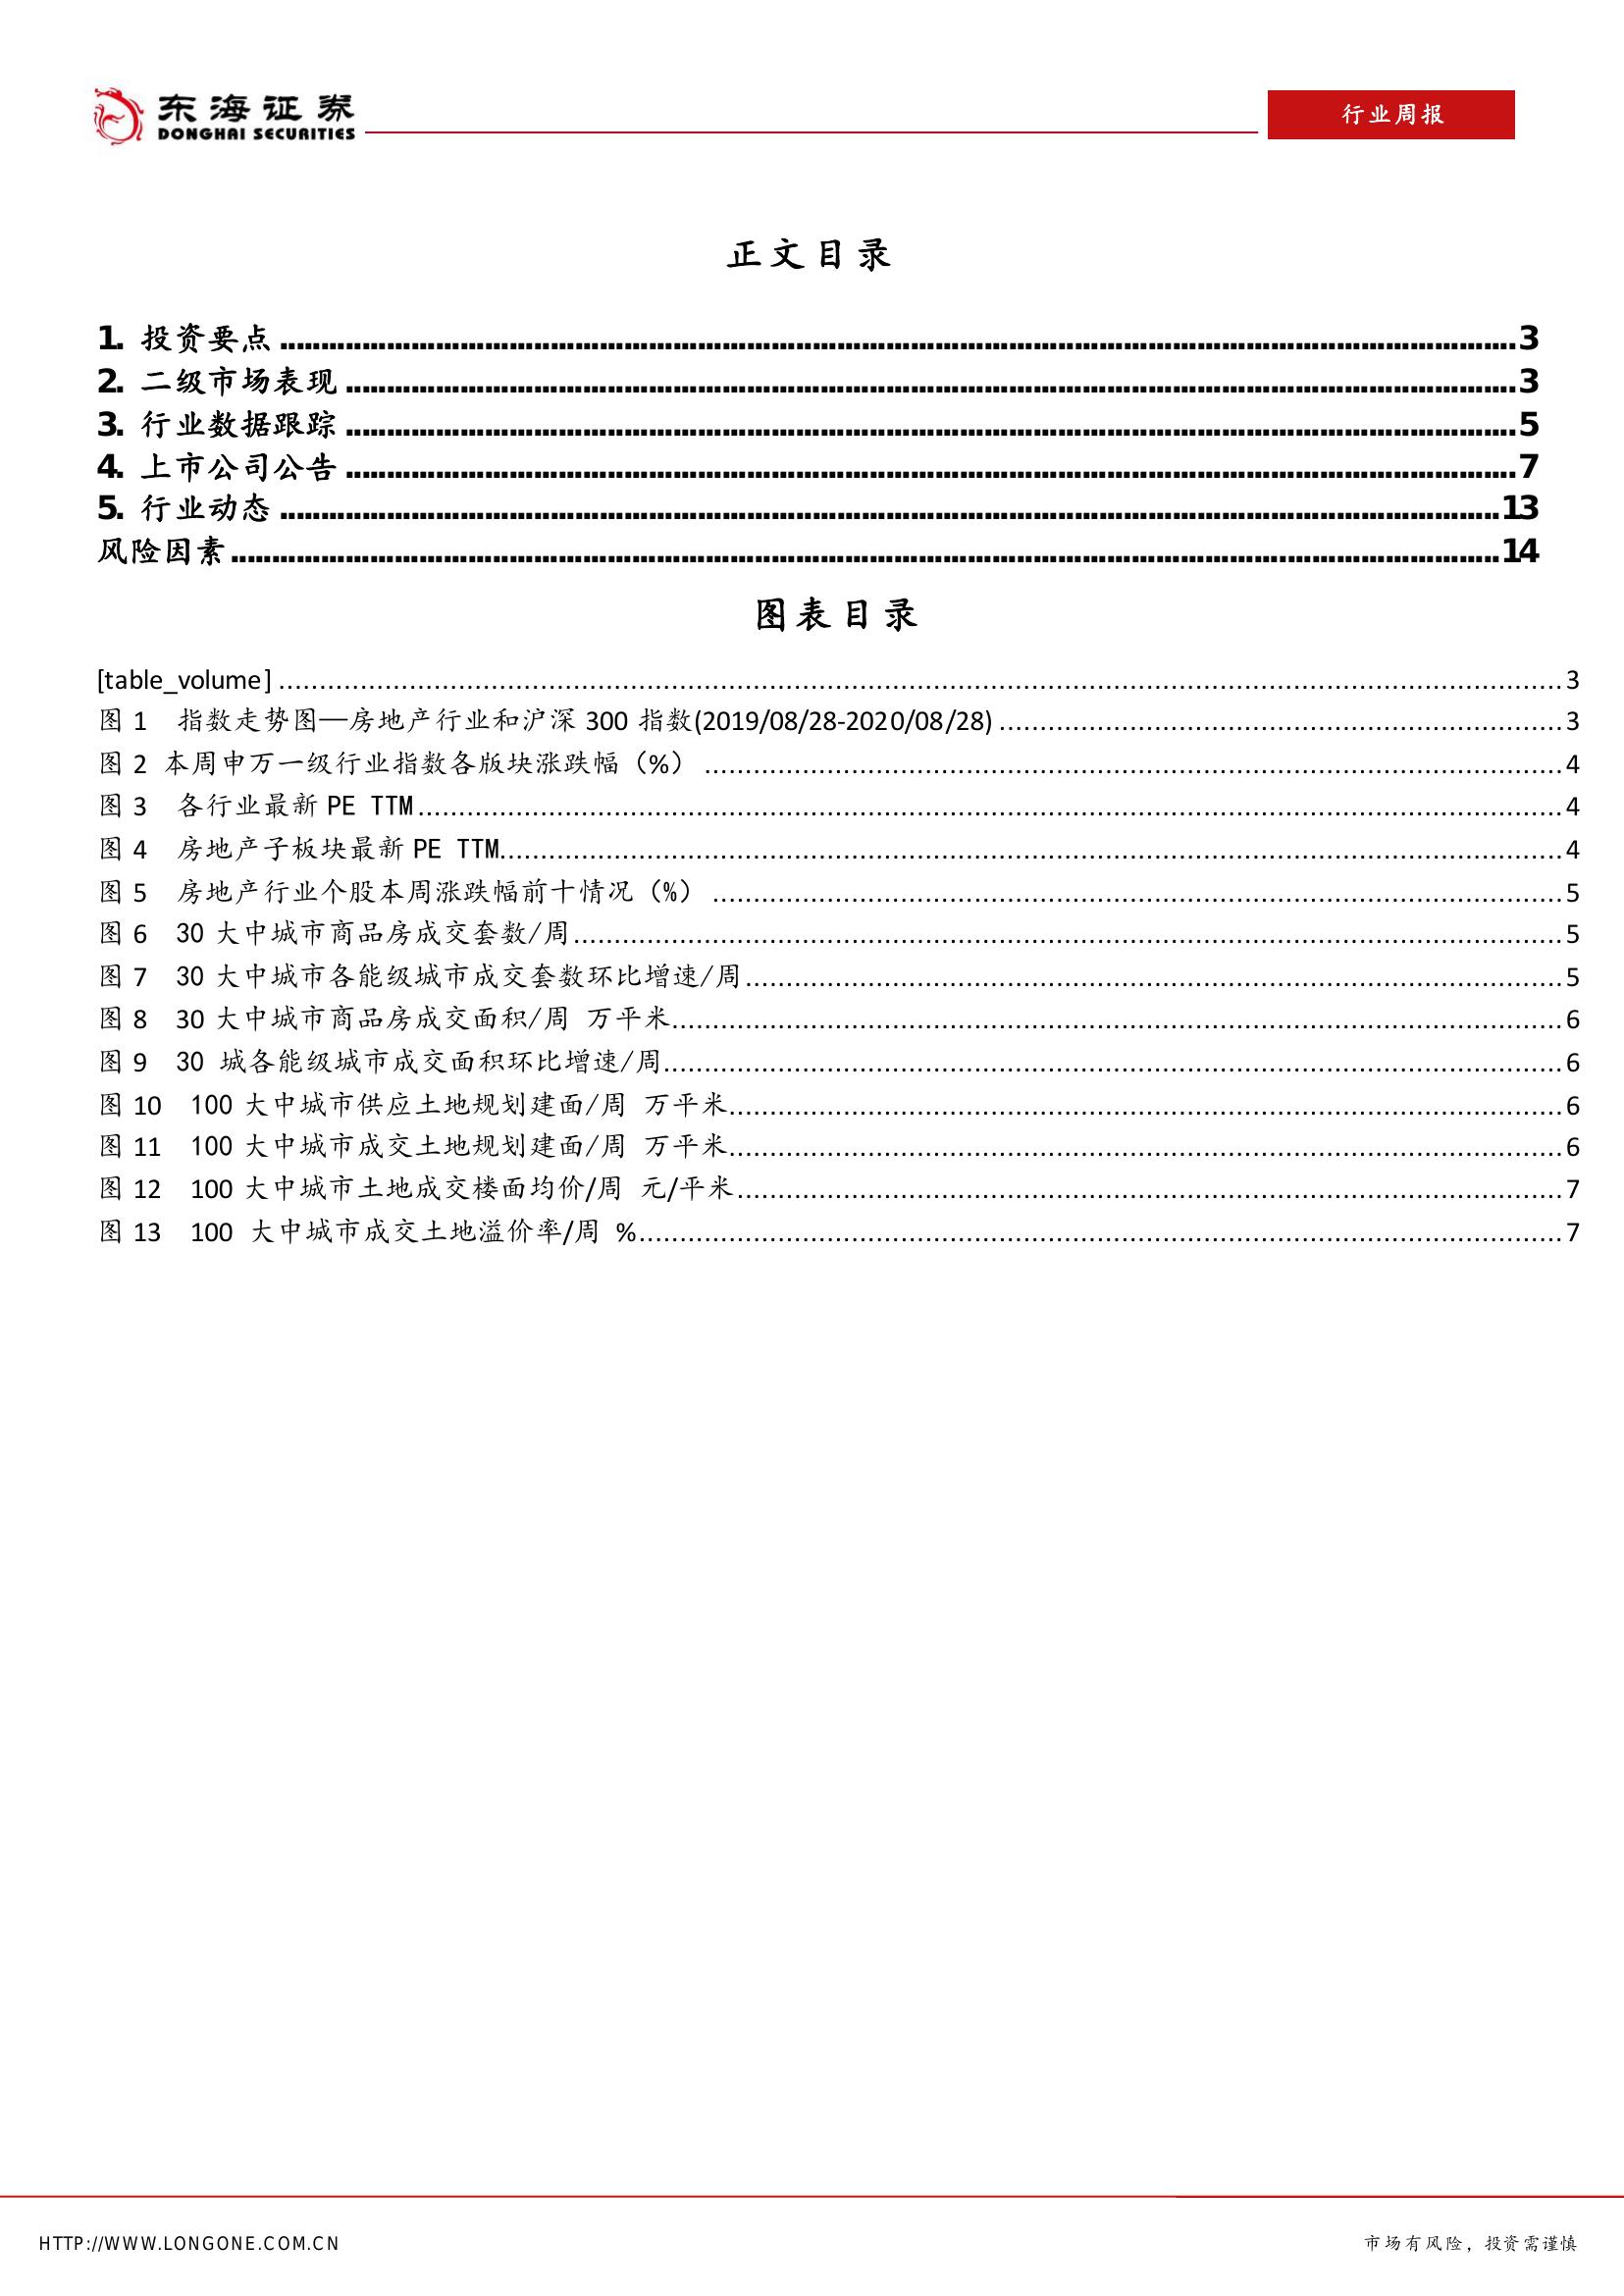 东海证券
DONGHAI SECURITIES
行业周报
正文目录
1. 投资要点........................................3
2. 二级市场表现........................................3
3. 行业数据跟踪........................................5
4. 上市公司公告........................................7
5. 行业动态........................................13
风险因素........................................14
图表目录
[table_volume]........................................3
图 1 指数走势图—房地产行业和沪深 300 指数(2019/08/28-2020/08/28)........................................3
图 2 本周申万一级行业指数各版块涨跌幅（%）........................................4
图 3 各行业最新 PE TTM........................................4
图 4 房地产子板块最新 PE TTM........................................4
图 5 房地产行业个股本周涨跌幅前十情况（%）........................................5
图 6 30 大中城市商品房成交套数/周........................................5
图 7 30 大中城市各能级城市成交套数环比增速/周........................................5
图 8 30 大中城市商品房成交面积/周 万平米........................................6
图 9 30 城各能级城市成交面积环比增速/周........................................6
图 10 100 大中城市供应土地规划建面/周 万平米........................................6
图 11 100 大中城市成交土地规划建面/周 万平米........................................6
图 12 100 大中城市土地成交楼面均价/周 元/平米........................................7
图 13 100 大中城市成交土地溢价率/周 %........................................7
HTTP://WWW.LONGONE.COM.CN
市场有风险，投资需谨慎